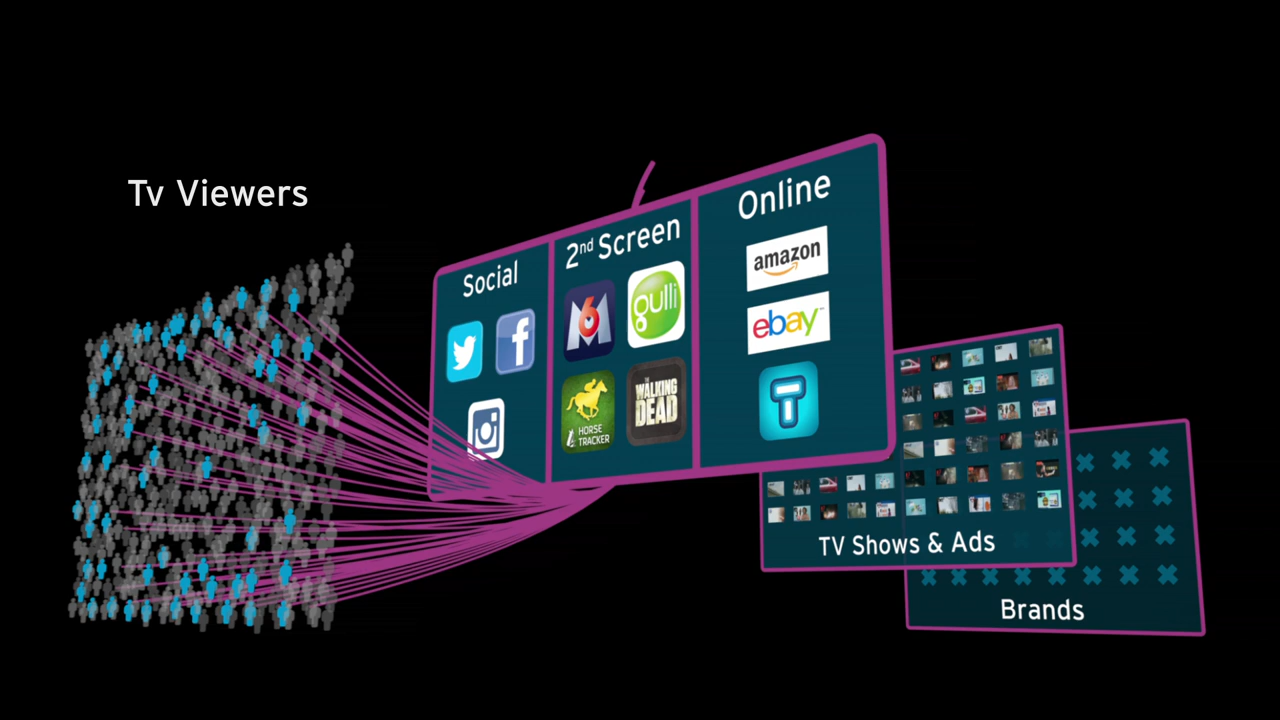 Tv Viewers
Social
2nd Screen
Online
amazon
ebay
M6
gulli
f
HORSE
TRACKER
THE
WALKING
DEAD
T
TV Shows & Ads
Brands